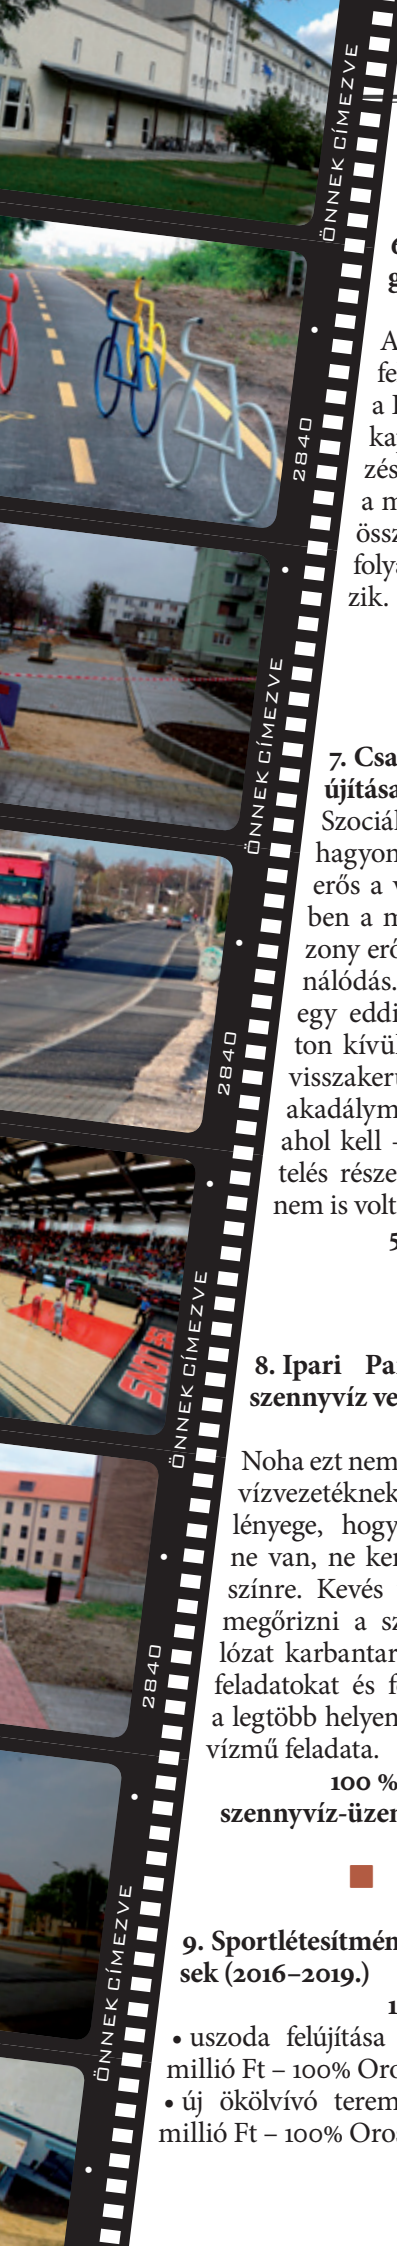 ÖNNEK CÍMEZVE
2840
ÖNNEK CÍMEZVE
2840
ÖNNEK CÍMEZVE
2840
ÖNNEK CÍMEZVE
6
g
A
fe
a
ka
zés
a m
össz
folya
zik.
7. Csa
újítása
Szociál
hagyon
erős a v
ben a m
zony erő
nálódás.
egy eddi
ton kívül
visszakerü
akadálym
ahol kell -
telés része
nem is volt
5
8. Ipari Pa
szennyvíz ve
Noha ezt nem
vízvezetéknek
lényege, hogy
ne van, ne ker
színre. Kevés
megőrizni a sz
lózat karbantar
feladatokat és f
a legtöbb helyen
vízmű feladata.
100 %
szennyvíz-üzen
9. Sportlétesítmén
sek (2016–2019.)
1
• uszoda felújítása
millió Ft – 100% Oro
• új ökölvívó terem
millió Ft – 100% Oro